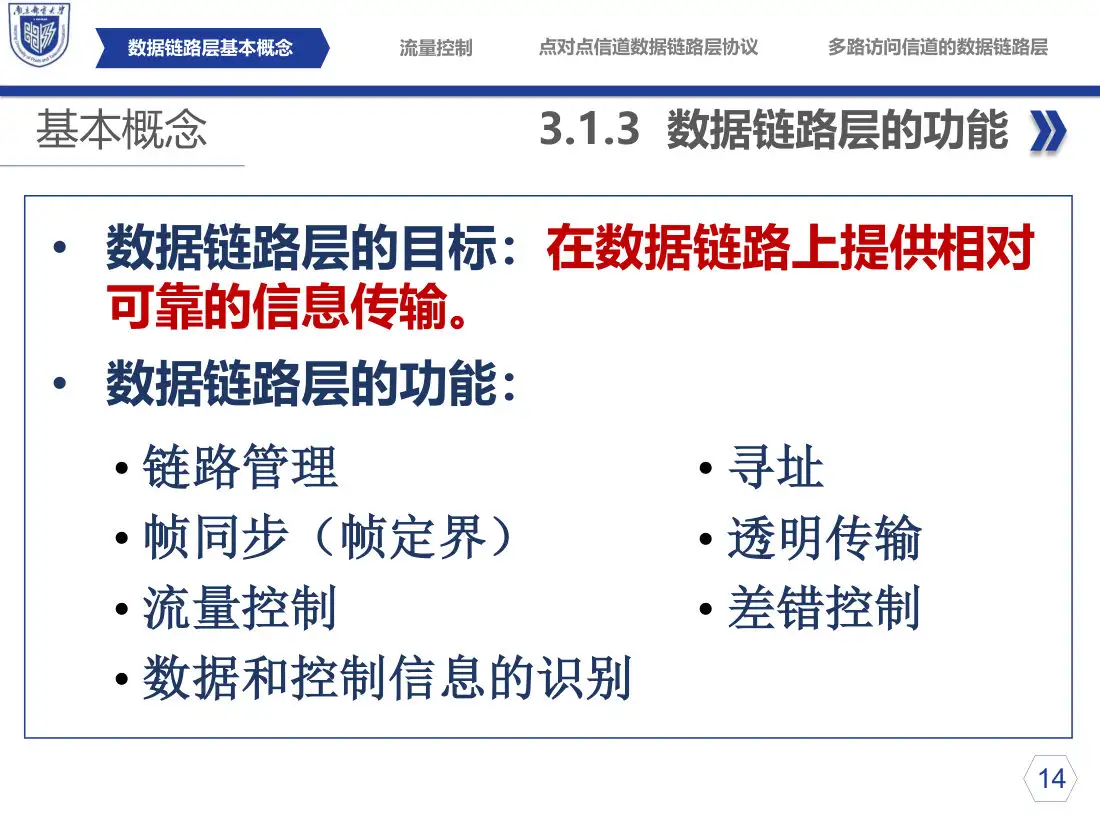 南京邮电大学
数据链路层基本概念
流量控制
点对点信道数据链路层协议
多路访问信道的数据链路层
基本概念
3.1.3 数据链路层的功能
• 数据链路层的目标：在数据链路上提供相对
可靠的信息传输。
• 数据链路层的功能：
• 链路管理
• 寻址
• 帧同步（帧定界）
• 透明传输
• 流量控制
• 差错控制
• 数据和控制信息的识别
14